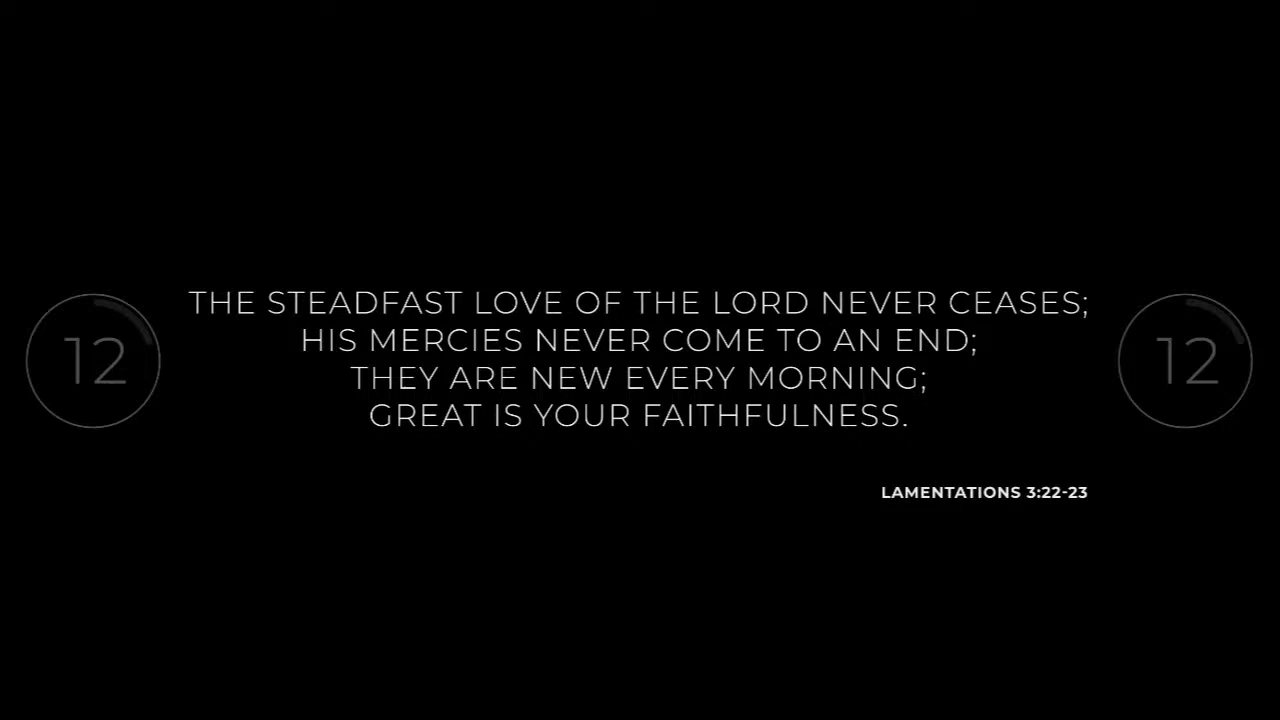 THE STEADFAST LOVE OF THE LORD NEVER CEASES;
12
HIS MERCIES NEVER COME TO AN END;
12
THEY ARE NEW EVERY MORNING;
GREAT IS YOUR FAITHFULNESS.
LAMENTATIONS 3:22-23